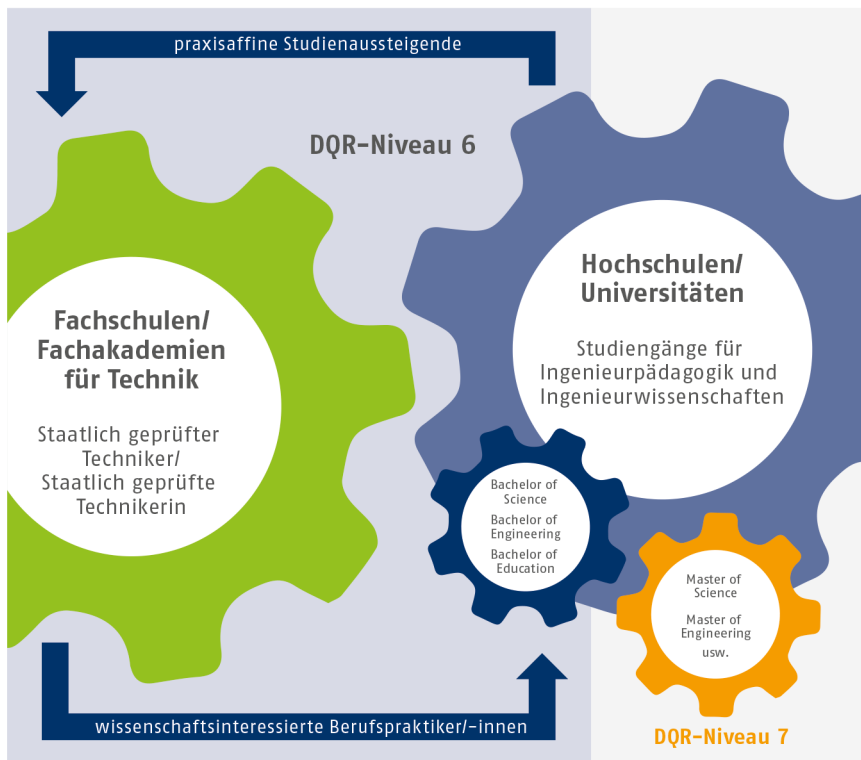 praxisaffine Studienaussteigende
DQR-Niveau 6
Fachschulen/
Fachakademien
für Technik
Staatlich geprüfter
Techniker/
Staatlich geprüfte
Technikerin
Hochschulen/
Universitäten
Studiengänge für
Ingenieurpädagogik und
Ingenieurwissenschaften
Bachelor of
Science
Bachelor of
Engineering
Bachelor of
Education
Master of
Science
Master of
Engineering
usw.
wissenschaftsinteressierte Berufspraktiker/-innen
DQR-Niveau 7